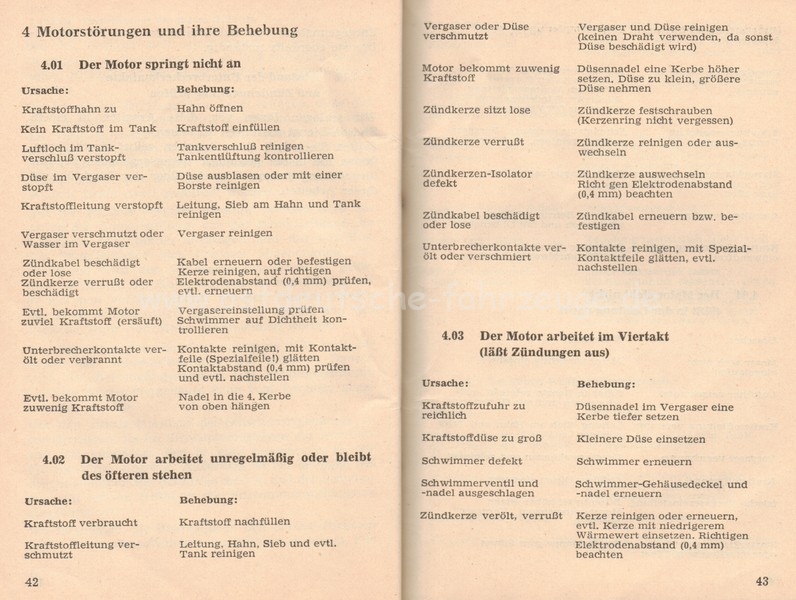 4 Motorstörungen und ihre Behebung
4.01 Der Motor springt nicht an
Ursache: Behebung:
Kraftstoffhahn zu Hahn öffnen
Kein Kraftstoff im Tank Kraftstoff einfüllen
Luftloch im Tank- Tankverschluß reinigen
verschluß verstopft Tankentlüftung kontrollieren
Düse im Vergaser ver- Düse ausblasen oder mit einer
stopft Borste reinigen
Kraftstoffleitung verstopft Leitung, Sieb am Hahn und Tank
reinigen
Vergaser verschmutzt oder Vergaser reinigen
Wasser im Vergaser
Zündkabel beschädigt Kabel erneuern oder befestigen
oder lose Kerze reinigen, auf richtigen
Zündkerze verrußt oder Elektrodenabstand (0,4 mm) prüfen,
beschädigt evtl. erneuern
Evtl. bekommt Motor Vergasereinstellung prüfen
zuviel Kraftstoff (ersäuft) Schwimmer auf Dichtheit kon-
trollieren
Unterbrecherkontakte ver- Kontakte reinigen, mit Kontakt-
ölt oder verbrannt feile (Spezialfeile!) glätten
Kontaktabstand (0,4 mm) prüfen
und evtl. nachstellen
Evtl. bekommt Motor Nadel in die 4. Kerbe
zuwenig Kraftstoff von oben hängen
4.02 Der Motor arbeitet unregelmäßig oder bleibt
des öfteren stehen
Ursache: Behebung:
Kraftstoff verbraucht Kraftstoff nachfüllen
Kraftstoffleitung ver- Leitung, Hahn, Sieb und evtl.
schmutzt Tank reinigen
42
Vergaser oder Düse Vergaser und Düse reinigen
verschmutzt (keinen Draht verwenden, da sonst
Düse beschädigt wird)
Motor bekommt zuwenig Düsennadel eine Kerbe höher
Kraftstoff setzen, Düse zu klein, größere
Düse nehmen
Zündkerze sitzt lose Zündkerze festschrauben
(Kerzenring nicht vergessen)
Zündkerze verrußt Zündkerze reinigen oder aus-
wechseln
Zündkerzen-Isolator Zündkerze auswechseln
defekt Richt gen Elektrodenabstand
(0,4 mm) beachten
Zündkabel beschädigt Zündkabel erneuern bzw. be-
oder lose festigen
Unterbrecherkontakte ver- Kontakte reinigen, mit Spezial-
ölt oder verschmiert Kontaktfeile glätten, evtl.
nachstellen
4.03 Der Motor arbeitet im Viertakt
(läßt Zündungen aus)
Ursache: Behebung:
Kraftstoffzufuhr zu Düsennadel im Vergaser eine
reichlich Kerbe tiefer setzen
Kraftstoffdüse zu groß Kleinere Düse einsetzen
Schwimmer defekt Schwimmer erneuern
Schwimmerventil und Schwimmer-Gehäusedeckel und
-nadel ausgeschlagen -nadel erneuern
Zündkerze verölt, verrußt Kerze reinigen oder erneuern,
evtl. Kerze mit niedrigerem
Wärmewert einsetzen. Richtigen
Elektrodenabstand (0,4 mm)
beachten
43